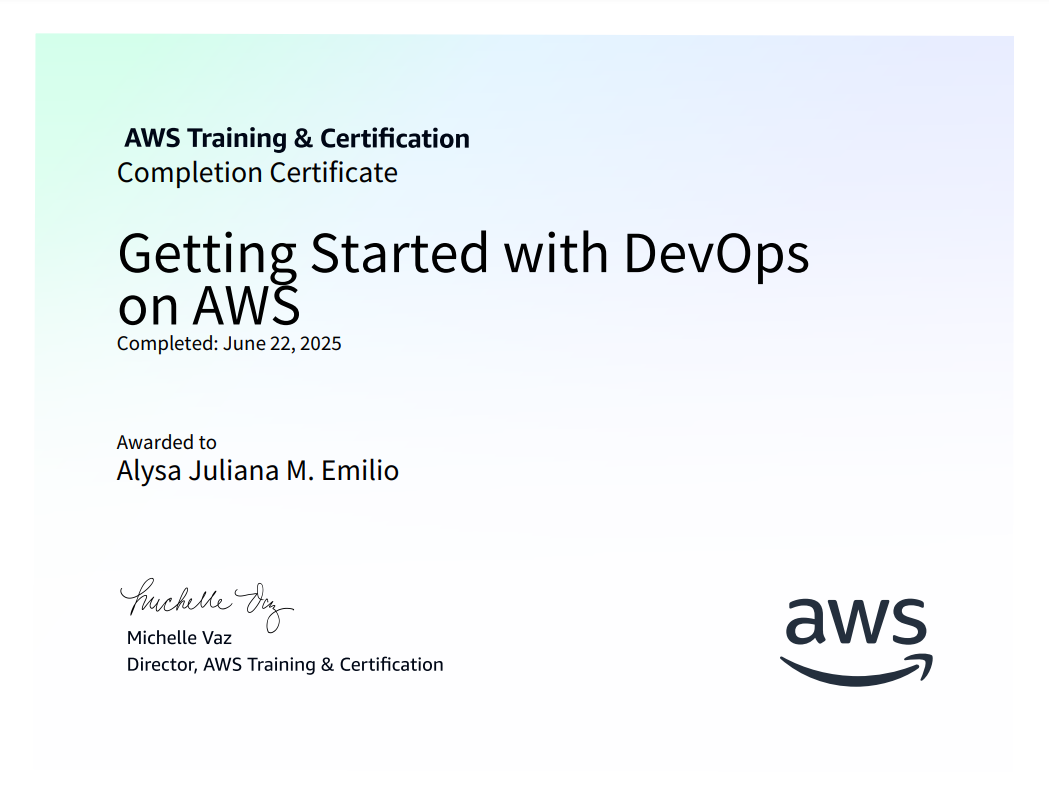 AWS Training & Certification
Completion Certificate
Getting Started with DevOps
on AWS
Completed: June 22, 2025
Awarded to
Alysa Juliana M. Emilio
Michelle Vaz
Michelle Vaz
Director, AWS Training & Certification
aws